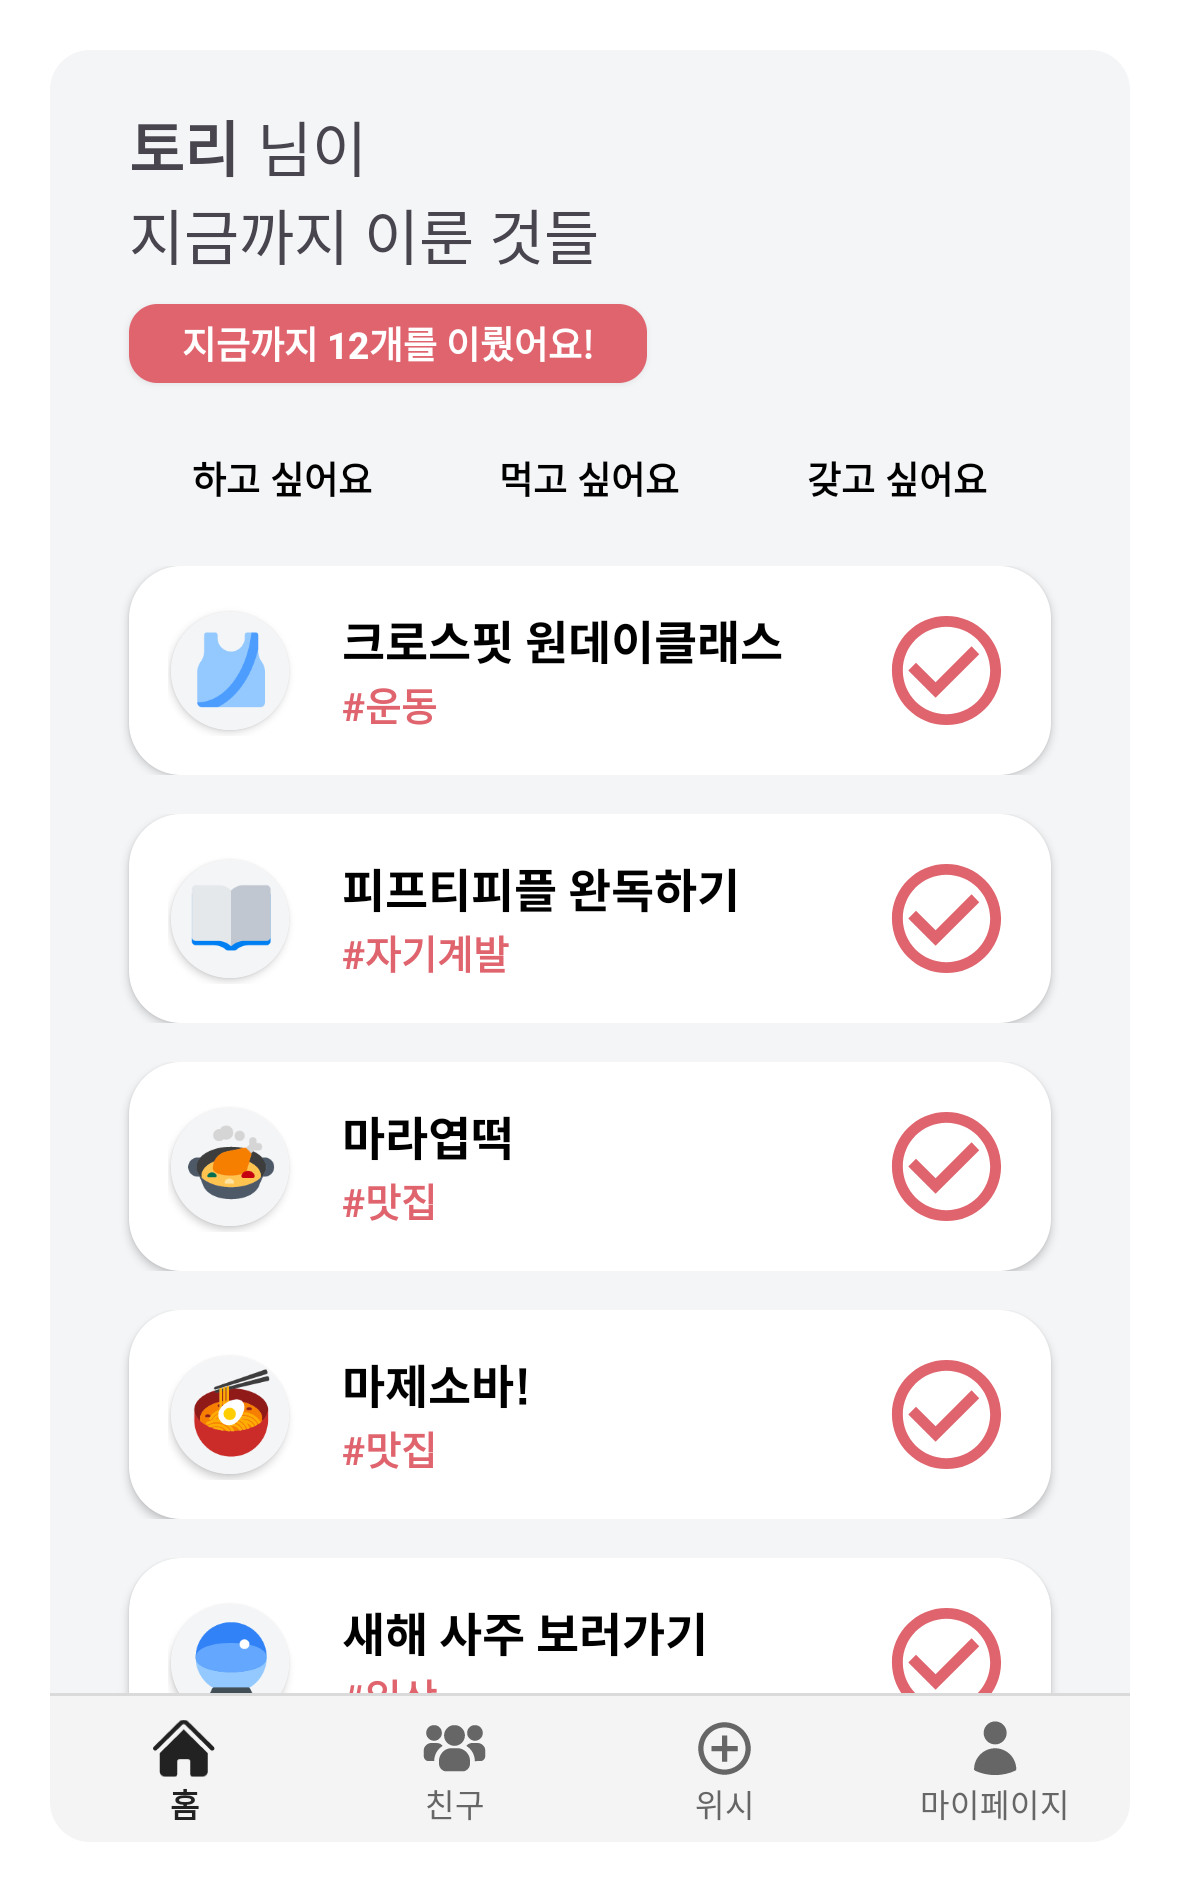 토리 님이
지금까지 이룬 것들
지금까지 12개를 이뤘어요!
하고 싶어요 먹고 싶어요 갖고 싶어요
크로스핏 원데이클래스
#운동
피프티피플 완독하기
#자기계발
마라엽떡
#맛집
마제소바!
#맛집
새해 사주 보러가기
홈 친구 위시 마이페이지